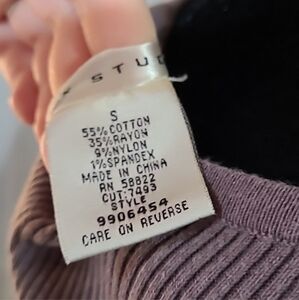 STUD
S
55% COTTON
35% RAYON
9% NYLON
1% SPANDEX
MADE IN CHINA
RN 58822
CUT: 7493
STYLE
9906454
CARE ON REVERSE